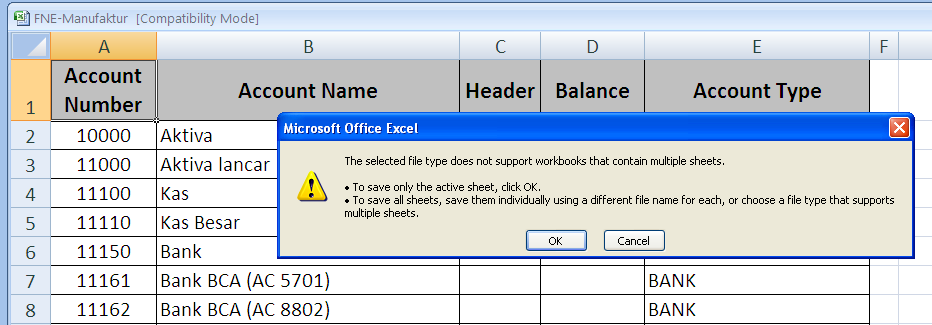 FNE-Manufaktur [Compatibility Mode]
A B C D E F
1 Account Number Account Name Header Balance Account Type
Microsoft Office Excel
The selected file type does not support workbooks that contain multiple sheets.
• To save only the active sheet, click OK.
• To save all sheets, save them individually using a different file name for each, or choose a file type that supports
multiple sheets.
OK Cancel
2 10000 Aktiva
3 11000 Aktiva lancar
4 11100 Kas
5 11110 Kas Besar
6 11150 Bank
7 11161 Bank BCA (AC 5701) BANK
8 11162 Bank BCA (AC 8802) BANK